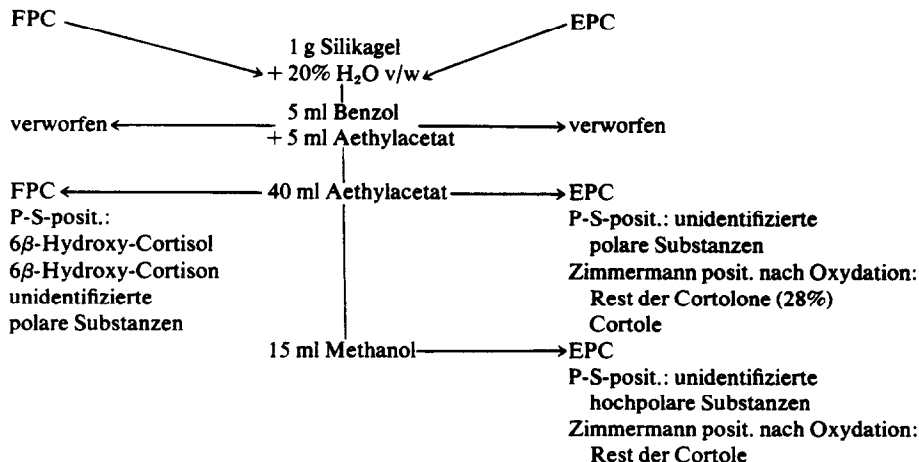 FPC
EPC
1 g Silikagel
+ 20% H₂O v/w
5 ml Benzol
verworfen
verworfen
+ 5 ml Aethylacetat
FPC
40 ml Aethylacetat
EPC
P-S-posit.:
6β-Hydroxy-Cortisol
6β-Hydroxy-Cortison
unidentifizierte
polare Substanzen
P-S-posit.: unidentifizierte
polare Substanzen
Zimmermann posit. nach Oxydation:
Rest der Cortolone (28%)
Cortole
15 ml Methanol
EPC
P-S-posit.: unidentifizierte
hochpolare Substanzen
Zimmermann posit. nach Oxydation:
Rest der Cortole